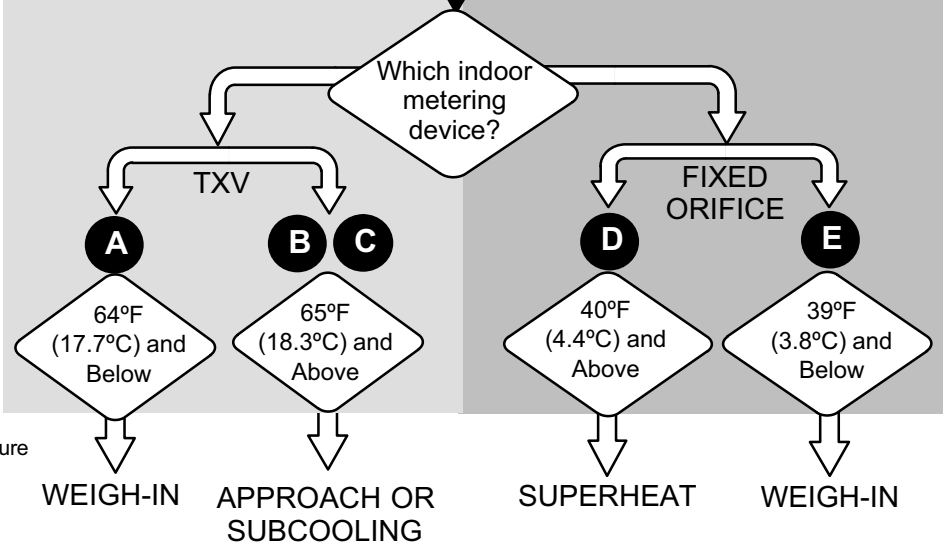 Which indoor
metering
device?
TXV
FIXED
ORIFICE
A
B C
D
E
64ºF
(17.7ºC) and
Below
65ºF
(18.3ºC) and
Above
40ºF
(4.4ºC) and
Above
39ºF
(3.8ºC) and
Below
ure
WEIGH-IN
APPROACH OR
SUBCOOLING
SUPERHEAT
WEIGH-IN